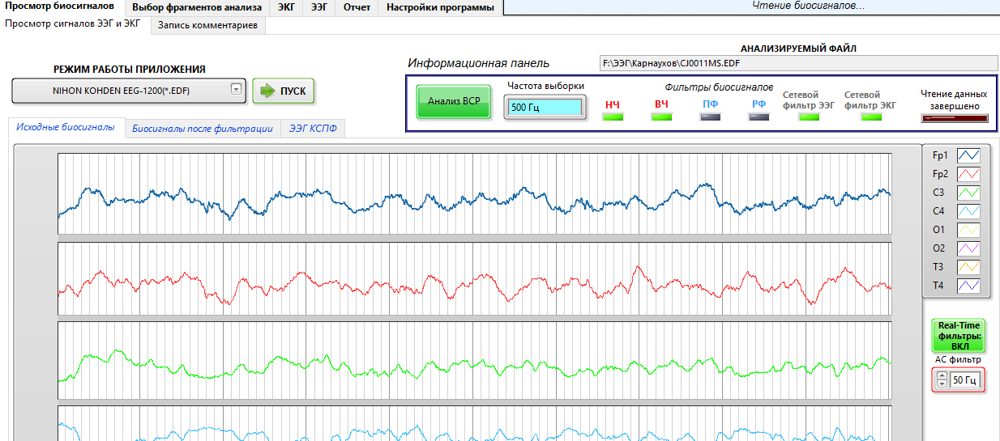 Просмотр биосигналов
Выбор фрагментов анализа
ЭКГ
ЭЭГ
Отчет
Настройки программы
Чтение биосигналов...
Просмотр сигналов ЭЭГ и ЭКГ
Запись комментариев
РЕЖИМ РАБОТЫ ПРИЛОЖЕНИЯ
NIHON KOHDEN EEG-1200(*.EDF)
ПУСК
Информационная панель
АНАЛИЗИРУЕМЫЙ ФАЙЛ
F:\ЭЭГ\Карнаухов\CJ0011MS.EDF
Анализ ВСР
Частота выборки
500 Гц
Фильтры биосигналов
НЧ
ВЧ
ПФ
РФ
Сетевой
фильтр ЭЭГ
Сетевой
фильтр ЭКГ
Чтение данных
завершено
Исходные биосигналы
Биосигналы после фильтрации
ЭЭГ КСПФ
Fp1
Fp2
C3
C4
O1
O2
T3
T4
Real-Time
фильтры:
ВКЛ
АС фильтр
50 Гц